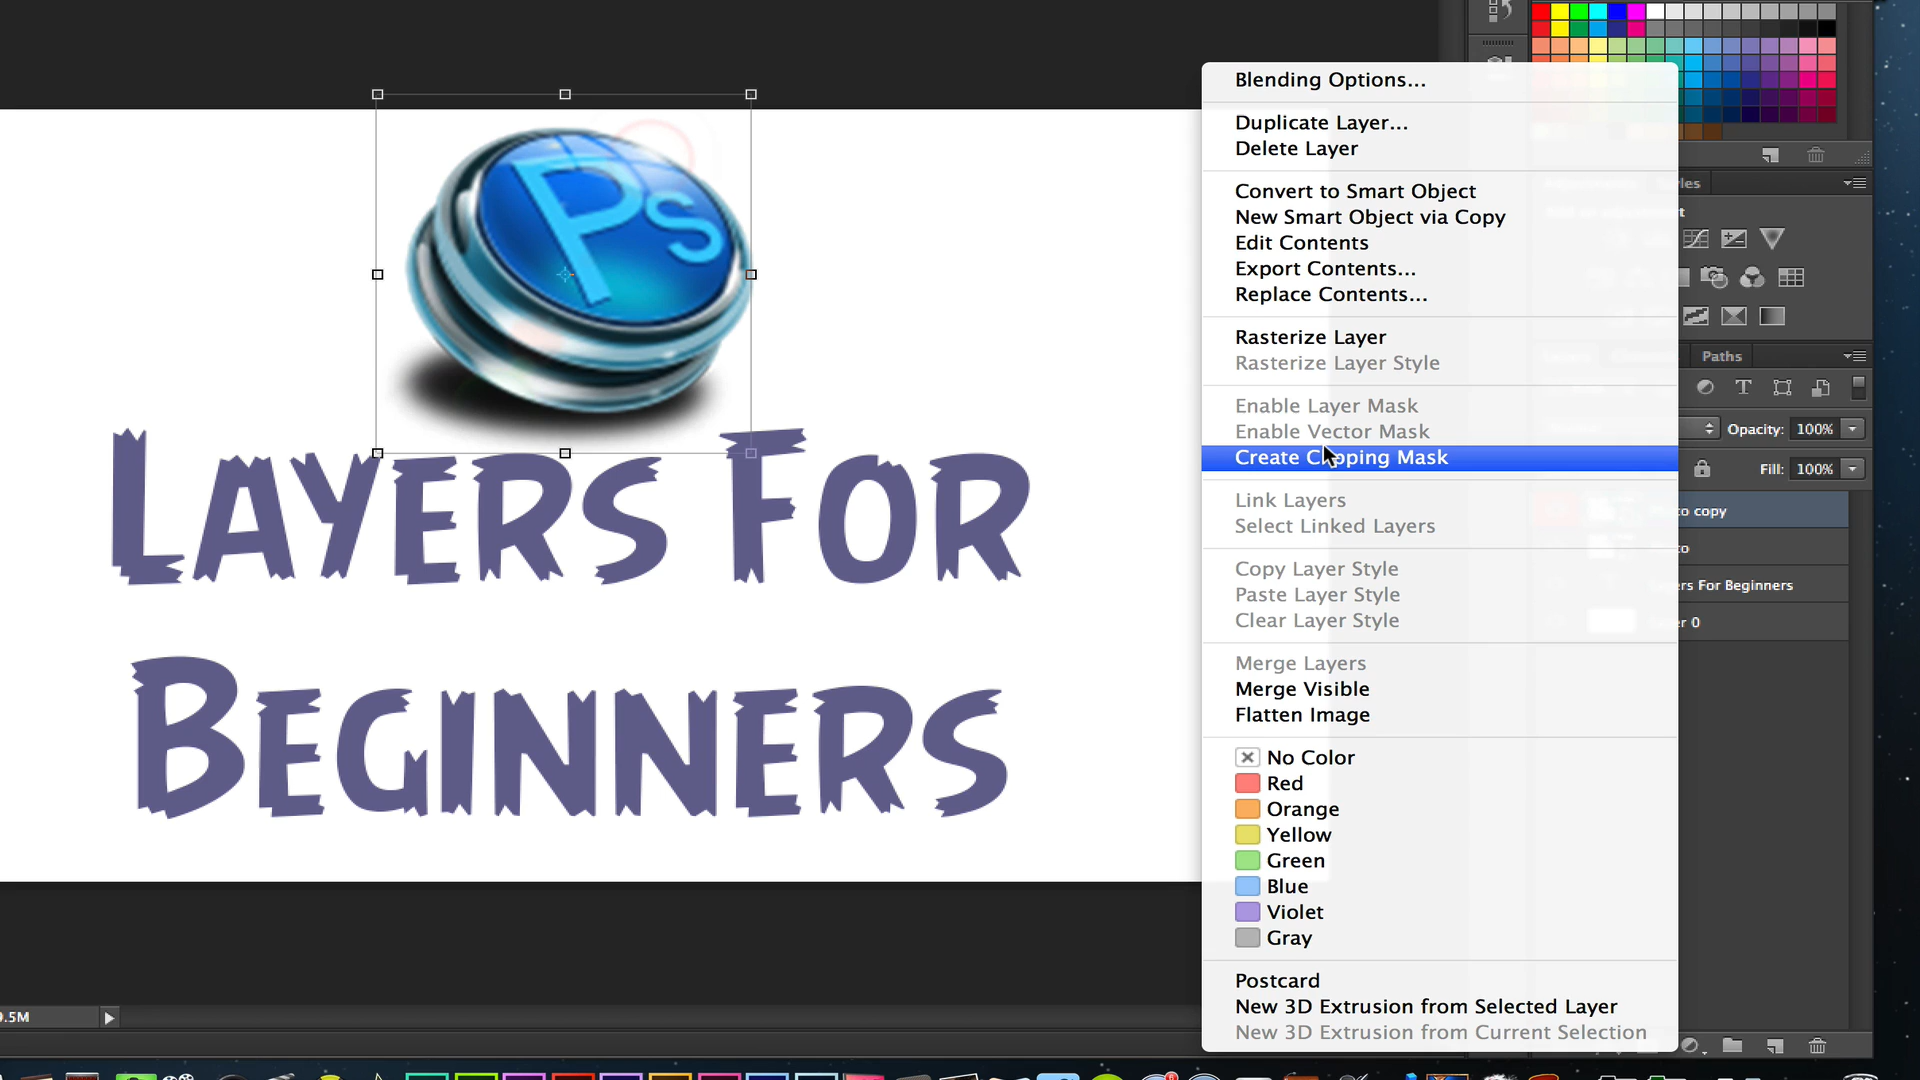 Blending Options...
Duplicate Layer...
Delete Layer
Convert to Smart Object
New Smart Object via Copy
Edit Contents
Export Contents...
Replace Contents...
Rasterize Layer
Rasterize Layer Style
Enable Layer Mask
Enable Vector Mask
Create Clipping Mask
Link Layers
Select Linked Layers
Copy Layer Style
Paste Layer Style
Clear Layer Style
Merge Layers
Merge Visible
Flatten Image
No Color
Red
Orange
Yellow
Green
Blue
Violet
Gray
Postcard
New 3D Extrusion from Selected Layer
New 3D Extrusion from Current Selection
Ps
Layers For
Beginners
Paths
Opacity: 100%
Fill: 100%
copy
For Beginners
0
9.5M